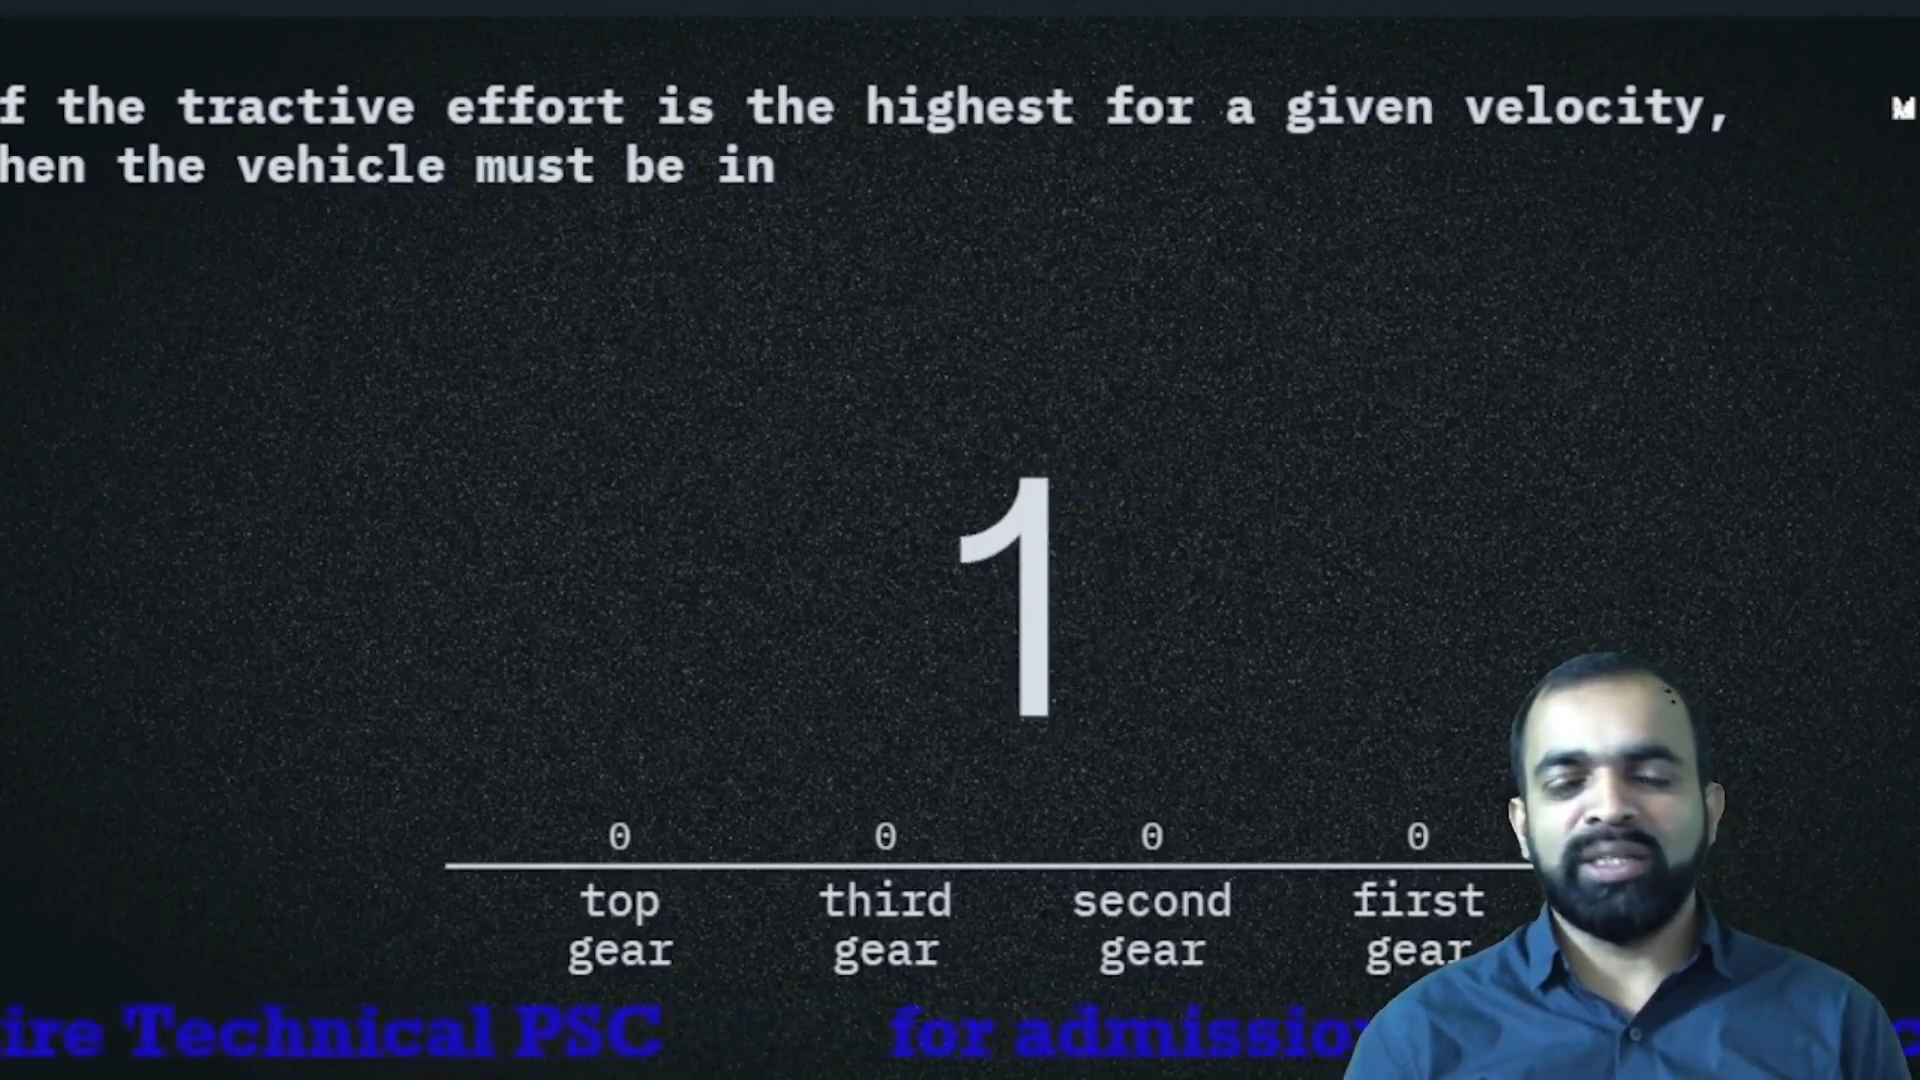 f the tractive effort is the highest for a given velocity,
hen the vehicle must be in
M
1
0 0 0 0
top third second first
gear gear gear gear
ire Technical PSC for admissio